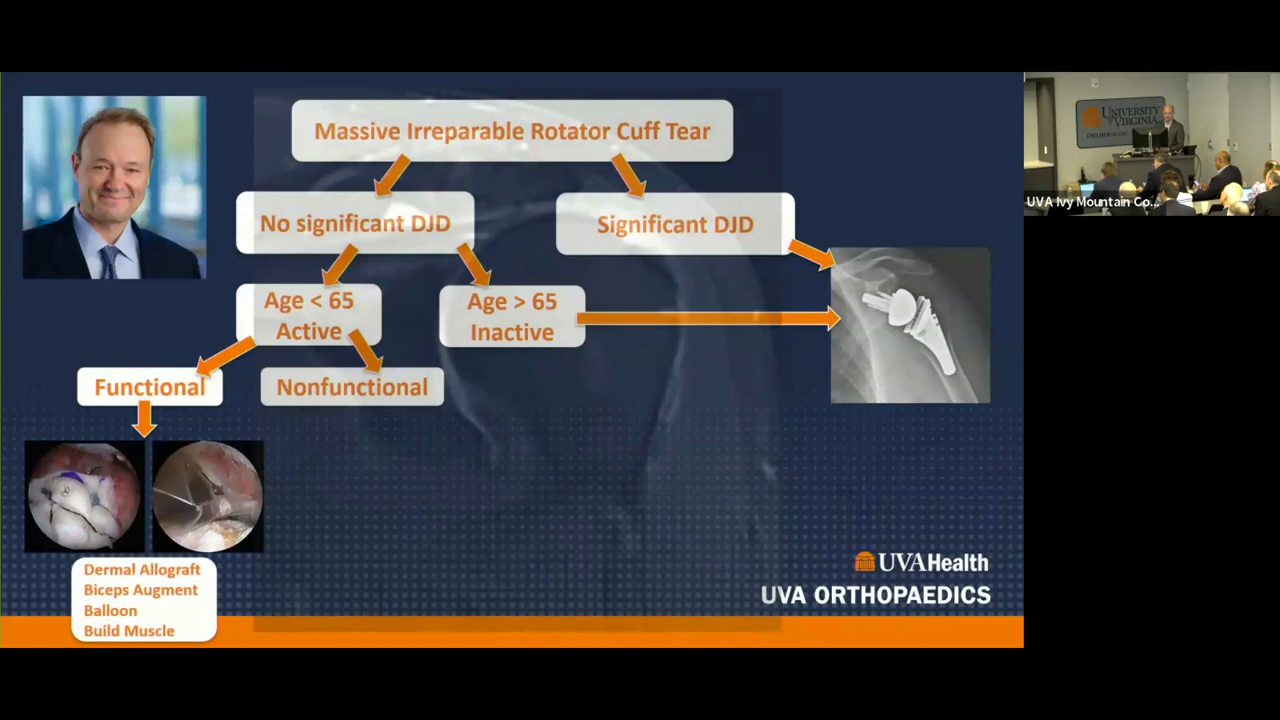 Massive Irreparable Rotator Cuff Tear
No significant DJD
Significant DJD
Age < 65
Active
Age > 65
Inactive
Functional
Nonfunctional
Dermal Allograft
Biceps Augment
Balloon
Build Muscle
UVAHealth
UVA ORTHOPAEDICS
UNIVERSITY
of VIRGINIA
UVA Ivy Mountain Co...